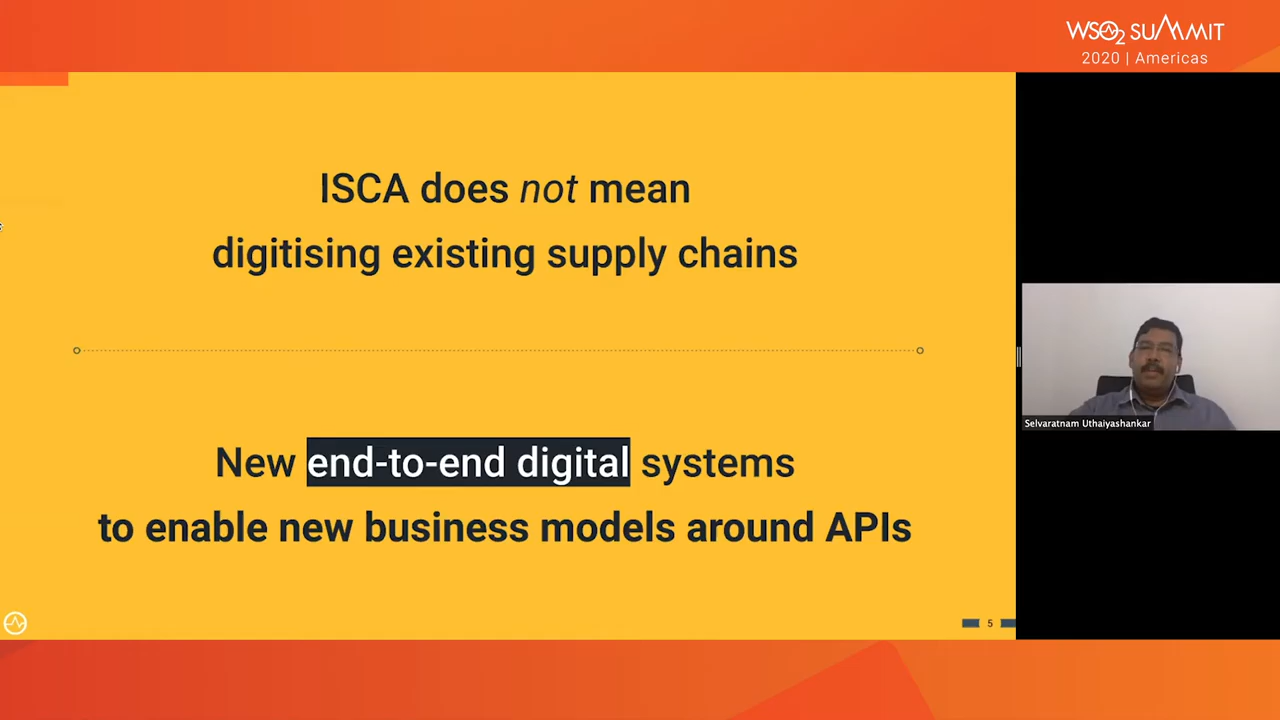 WSO2 SUMMIT
2020 | Americas
ISCA does not mean
digitising existing supply chains
New end-to-end digital systems
to enable new business models around APIs
5
Selvaratnam Uthaiyashankar